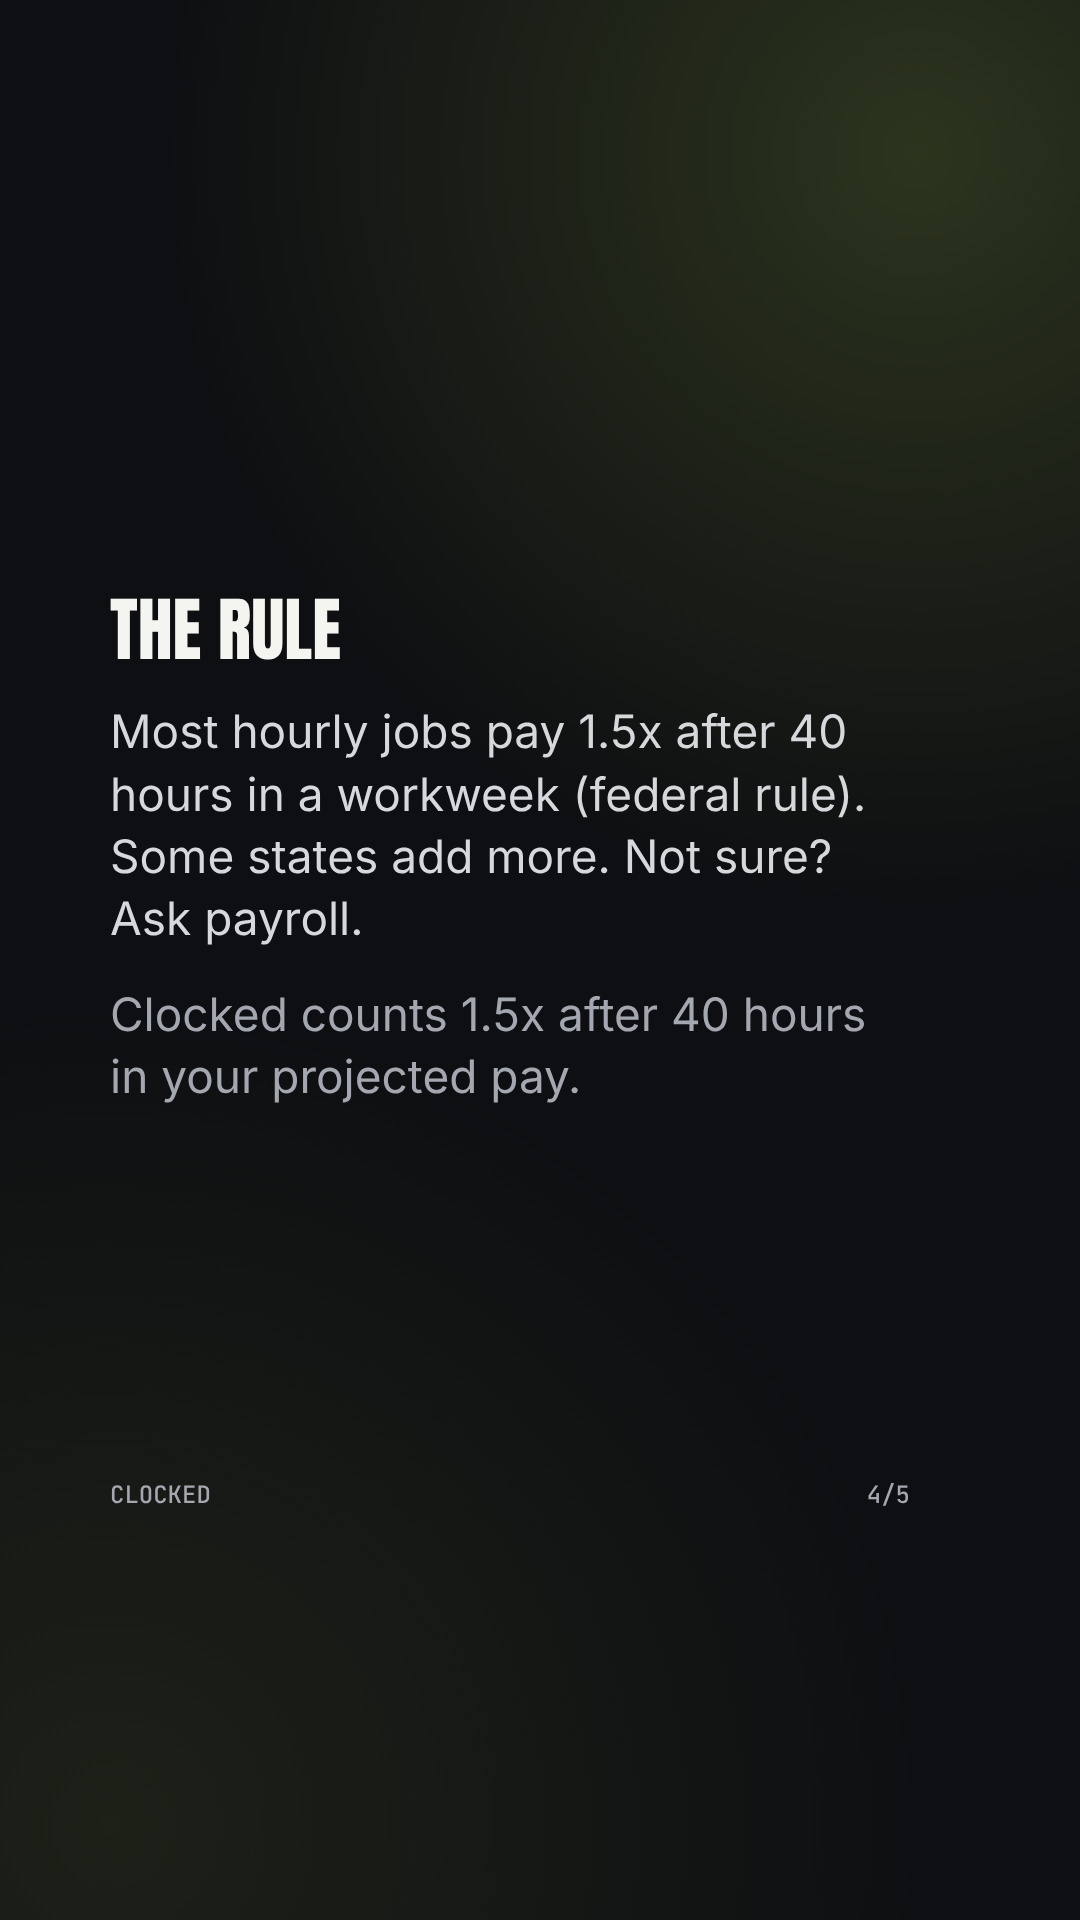 THE RULE
Most hourly jobs pay 1.5x after 40
hours in a workweek (federal rule).
Some states add more. Not sure?
Ask payroll.
Clocked counts 1.5x after 40 hours
in your projected pay.
CLOCKED
4/5